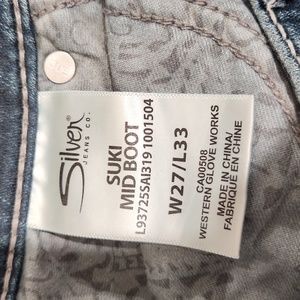 Silver
JEANS CO.
SUKI
MID BOOT
L93725SAI319 1001504
W27/L33
CA00508
WESTERN GLOVE WORKS
MADE IN CHINA/
FABRIQUÉ EN CHINE